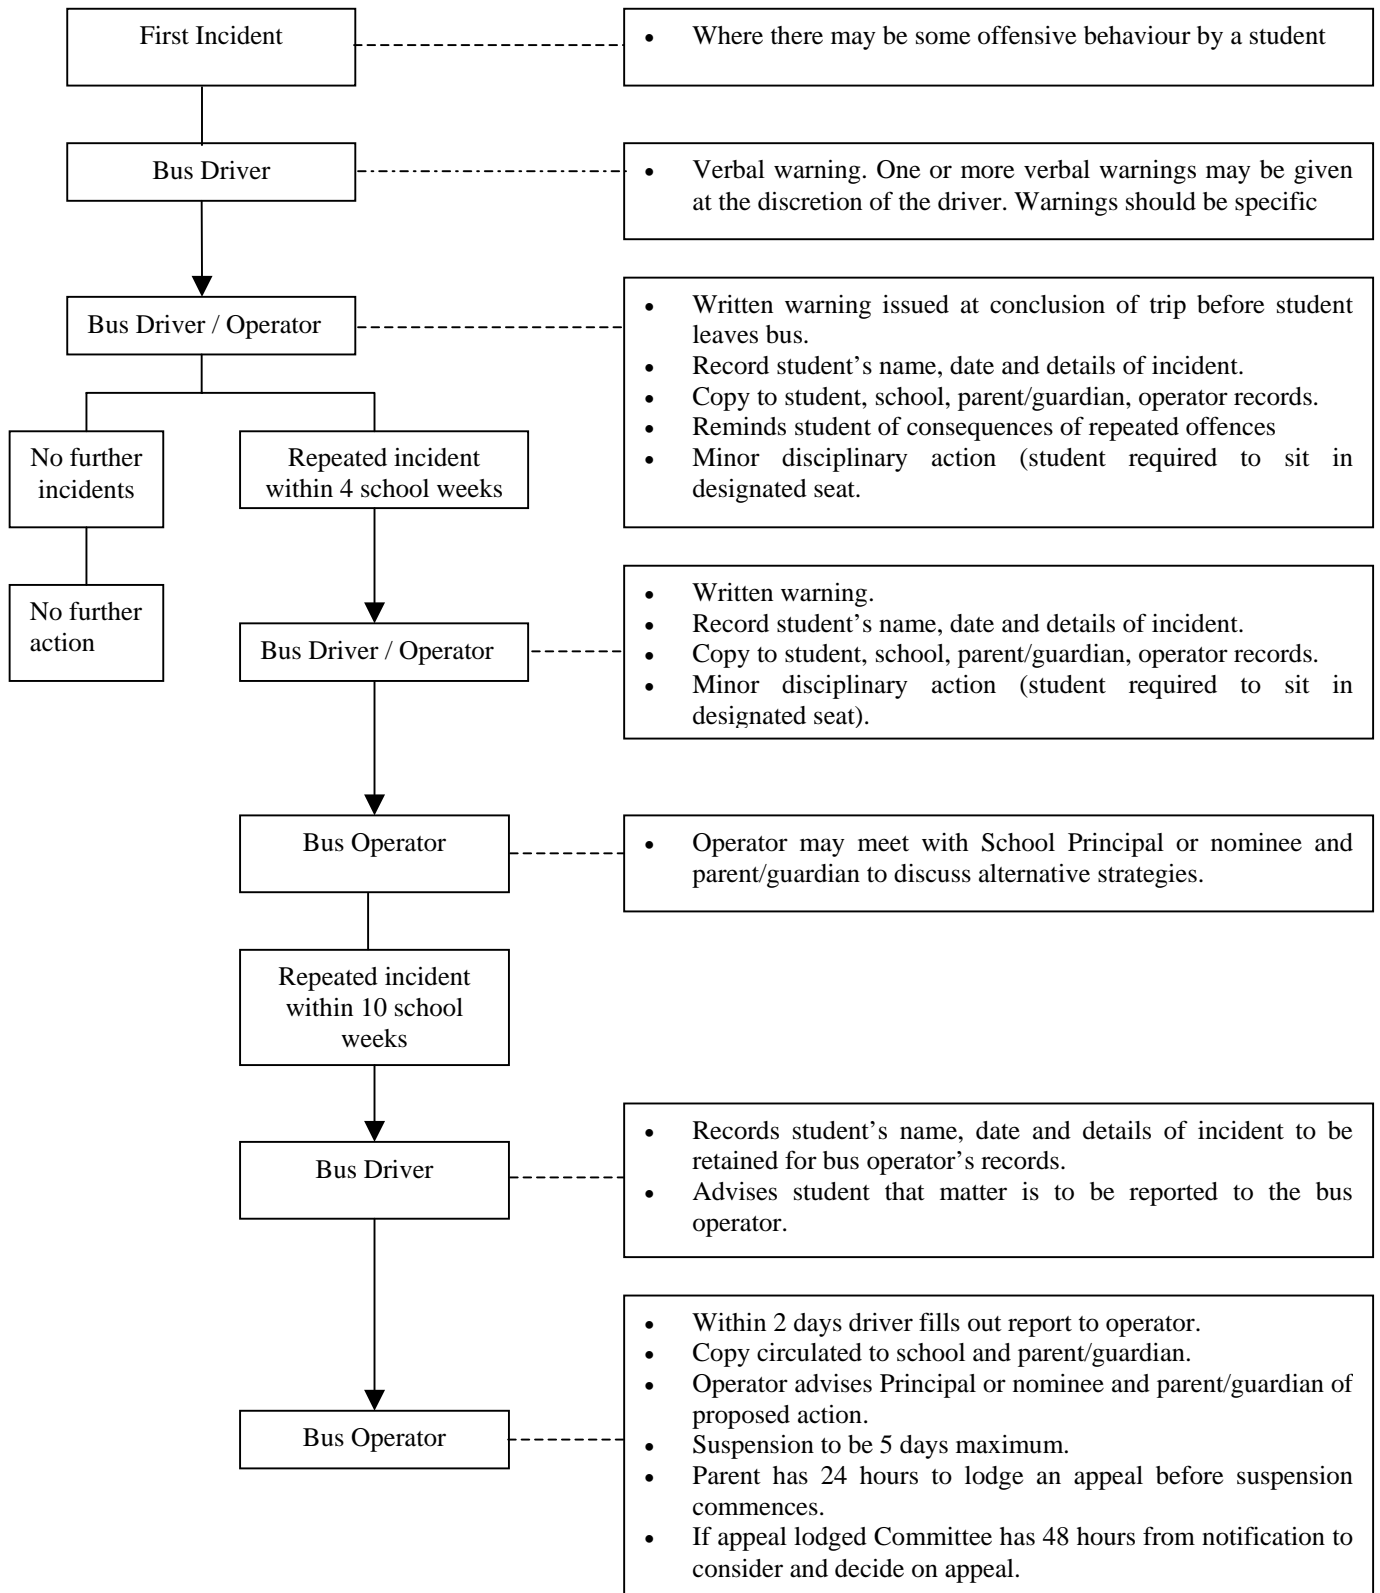 First Incident
• Where there may be some offensive behaviour by a student
Bus Driver
• Verbal warning. One or more verbal warnings may be given
at the discretion of the driver. Warnings should be specific
Bus Driver / Operator
• Written warning issued at conclusion of trip before student
leaves bus.
• Record student’s name, date and details of incident.
• Copy to student, school, parent/guardian, operator records.
• Reminds student of consequences of repeated offences
• Minor disciplinary action (student required to sit in
designated seat.
No further
incidents
Repeated incident
within 4 school weeks
No further
action
Bus Driver / Operator
• Written warning.
• Record student’s name, date and details of incident.
• Copy to student, school, parent/guardian, operator records.
• Minor disciplinary action (student required to sit in
designated seat).
Bus Operator
• Operator may meet with School Principal or nominee and
parent/guardian to discuss alternative strategies.
Repeated incident
within 10 school
weeks
Bus Driver
• Records student’s name, date and details of incident to be
retained for bus operator’s records.
• Advises student that matter is to be reported to the bus
operator.
Bus Operator
• Within 2 days driver fills out report to operator.
• Copy circulated to school and parent/guardian.
• Operator advises Principal or nominee and parent/guardian of
proposed action.
• Suspension to be 5 days maximum.
• Parent has 24 hours to lodge an appeal before suspension
commences.
• If appeal lodged Committee has 48 hours from notification to
consider and decide on appeal.